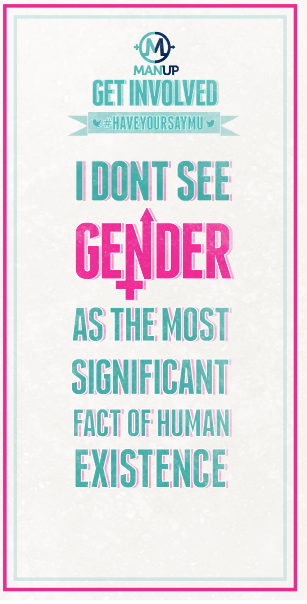 MANUP
GET INVOLVED
#HAVEYOURSAYMU
I DONT SEE
GENDER
AS THE MOST
SIGNIFICANT
FACT OF HUMAN
EXISTENCE